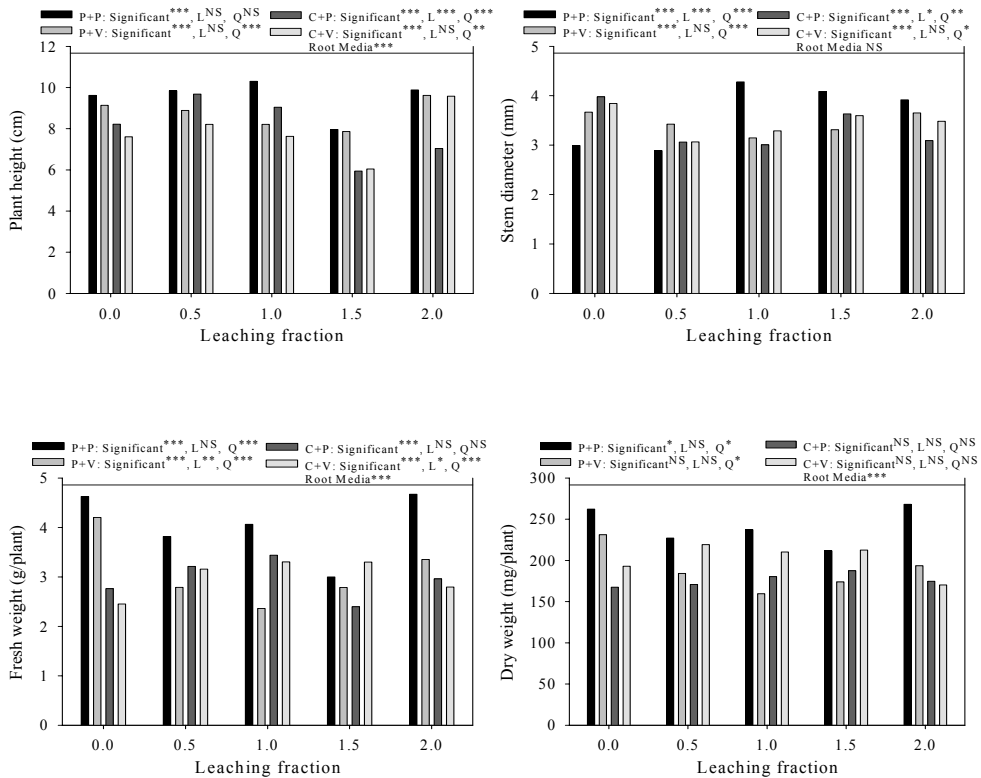 P+P: Significant***, L^NS, Q^NS C+P: Significant***, L***, Q***
P+V: Significant***, L^NS, Q*** C+V: Significant***, L^NS, Q**
Root Media***
Plant height (cm)
12
10
8
6
4
2
0
0.0 0.5 1.0 1.5 2.0
Leaching fraction
P+P: Significant***, L***, Q*** C+P: Significant***, L*, Q**
P+V: Significant***, L^NS, Q*** C+V: Significant***, L^NS, Q*
Root Media NS
Stem diameter (mm)
5
4
3
2
1
0
0.0 0.5 1.0 1.5 2.0
Leaching fraction
P+P: Significant***, L^NS, Q*** C+P: Significant***, L^NS, Q^NS
P+V: Significant***, L**, Q*** C+V: Significant***, L*, Q***
Root Media***
Fresh weight (g/plant)
5
4
3
2
1
0
0.0 0.5 1.0 1.5 2.0
Leaching fraction
P+P: Significant*, L^NS, Q* C+P: Significant^NS, L^NS, Q^NS
P+V: Significant^NS, L^NS, Q* C+V: Significant^NS, L^NS, Q^NS
Root Media***
Dry weight (mg/plant)
300
250
200
150
100
50
0
0.0 0.5 1.0 1.5 2.0
Leaching fraction